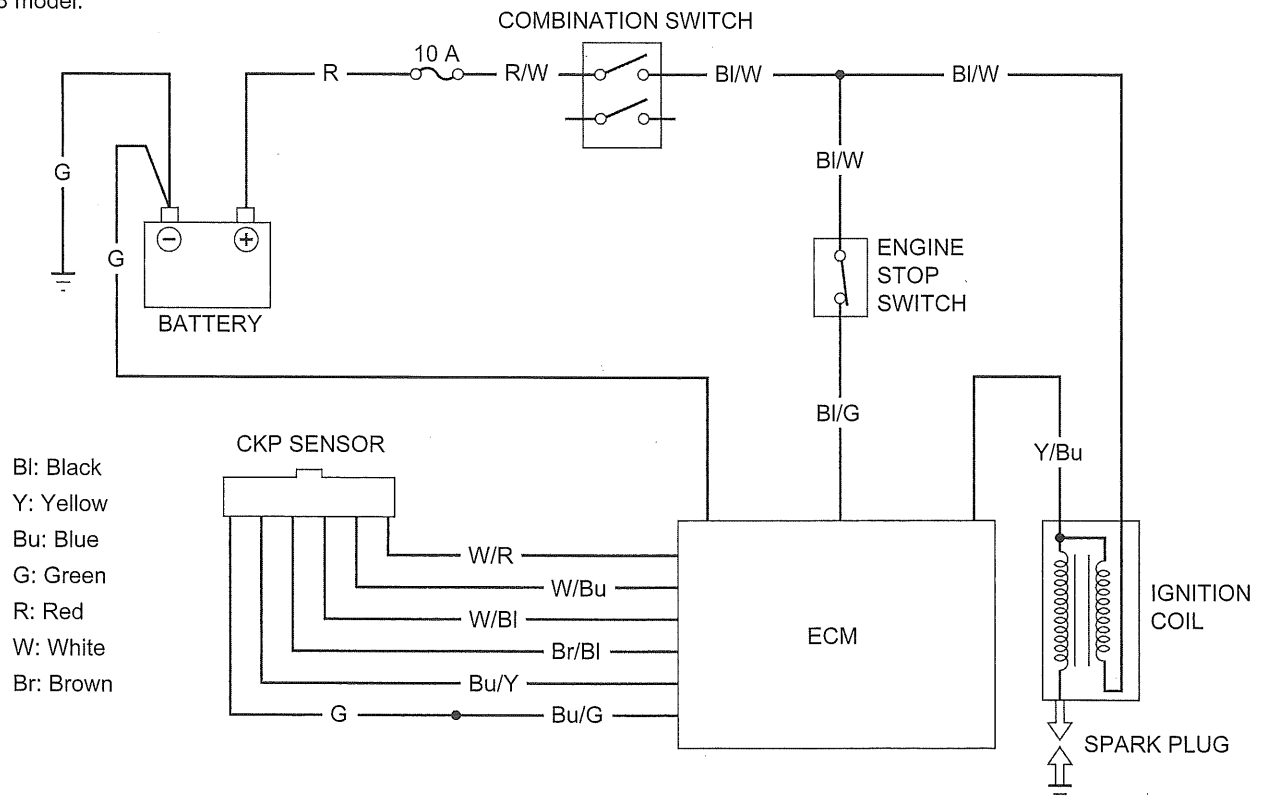 model.
COMBINATION SWITCH
10 A
R
R/W
Bl/W
Bl/W
G
Bl/W
G
ENGINE
STOP
SWITCH
BATTERY
Bl/G
CKP SENSOR
Y/Bu
Bl: Black
Y: Yellow
Bu: Blue
G: Green
R: Red
W: White
Br: Brown
W/R
W/Bu
W/Bl
Br/Bl
Bu/Y
G
Bu/G
ECM
IGNITION
COIL
SPARK PLUG